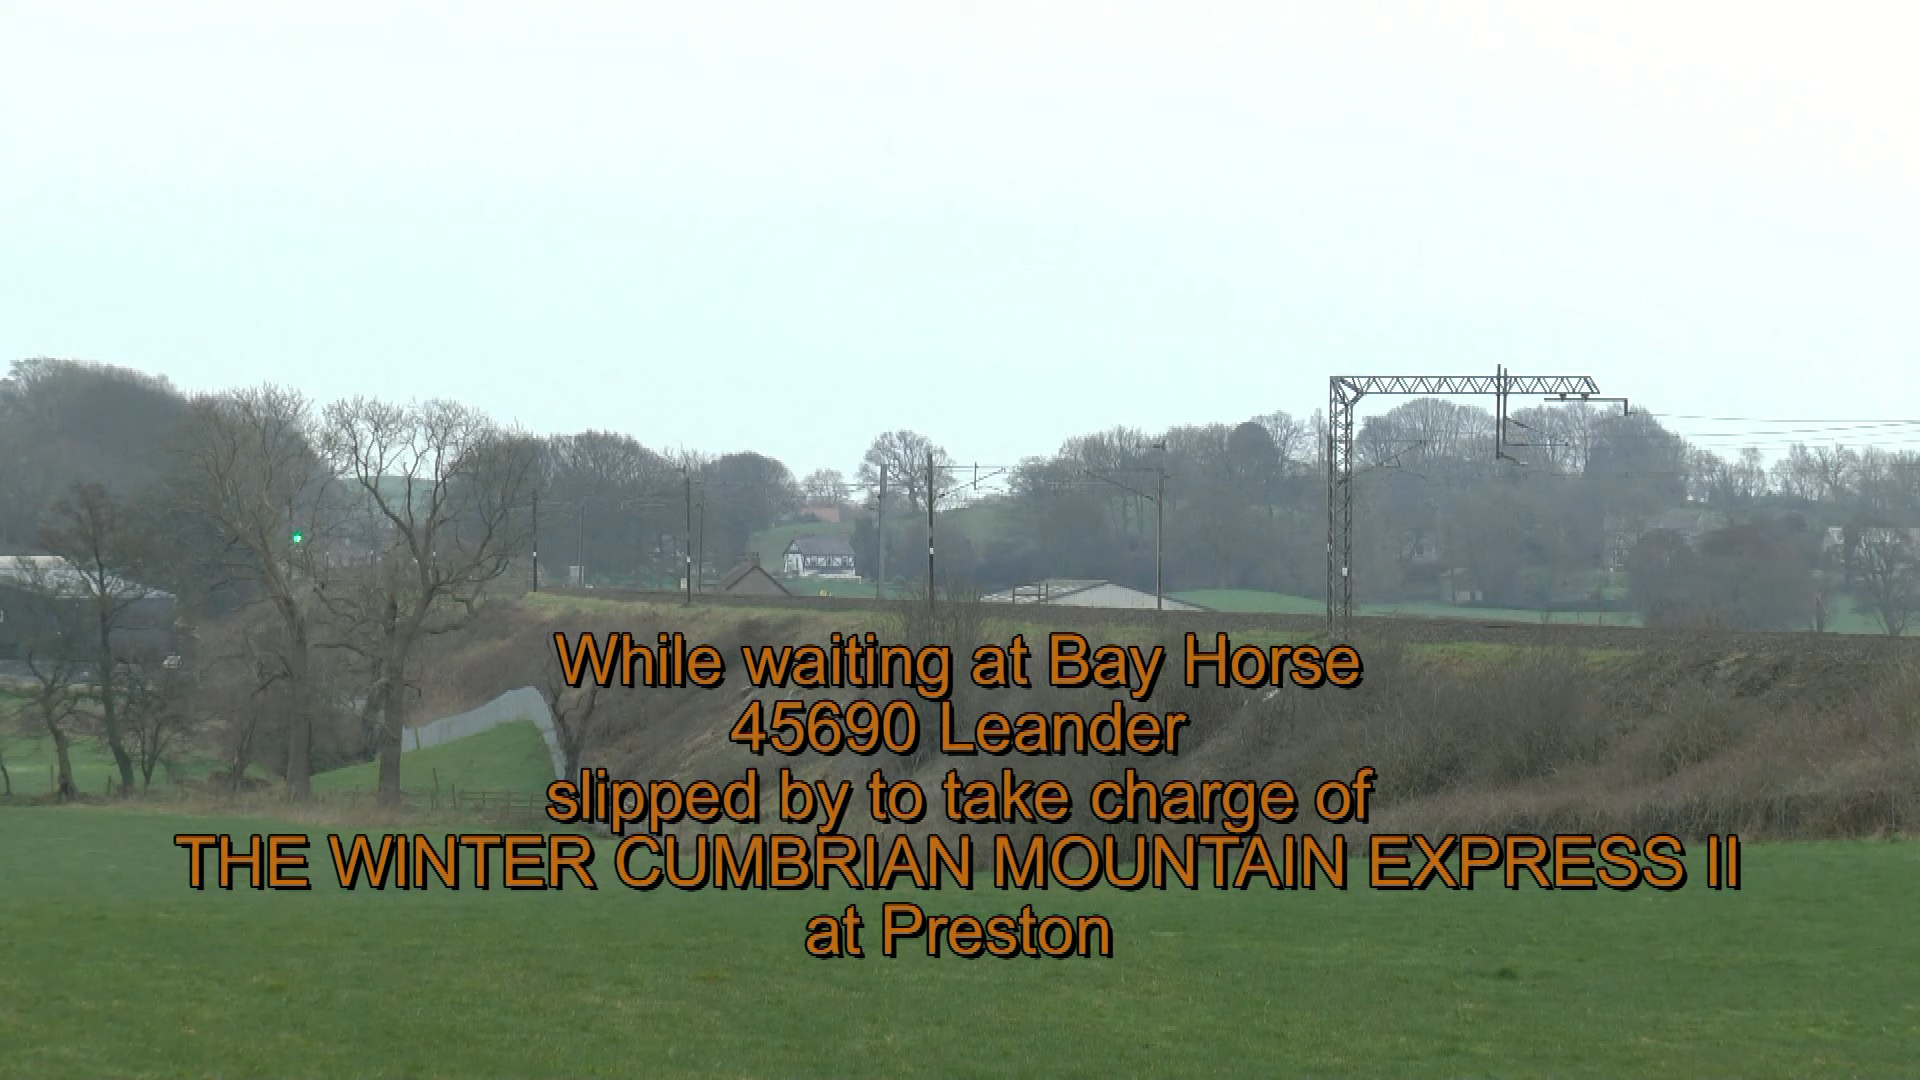 While waiting at Bay Horse
45690 Leander
slipped by to take charge of
THE WINTER CUMBRIAN MOUNTAIN EXPRESS II
at Preston